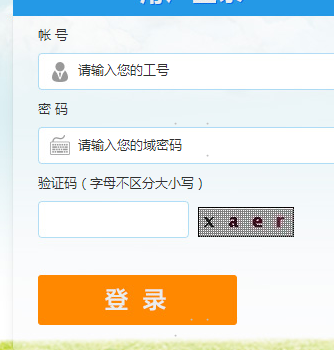 帐 号
请输入您的工号
密 码
请输入您的域密码
验证码（字母不区分大小写）
x a e r
登 录